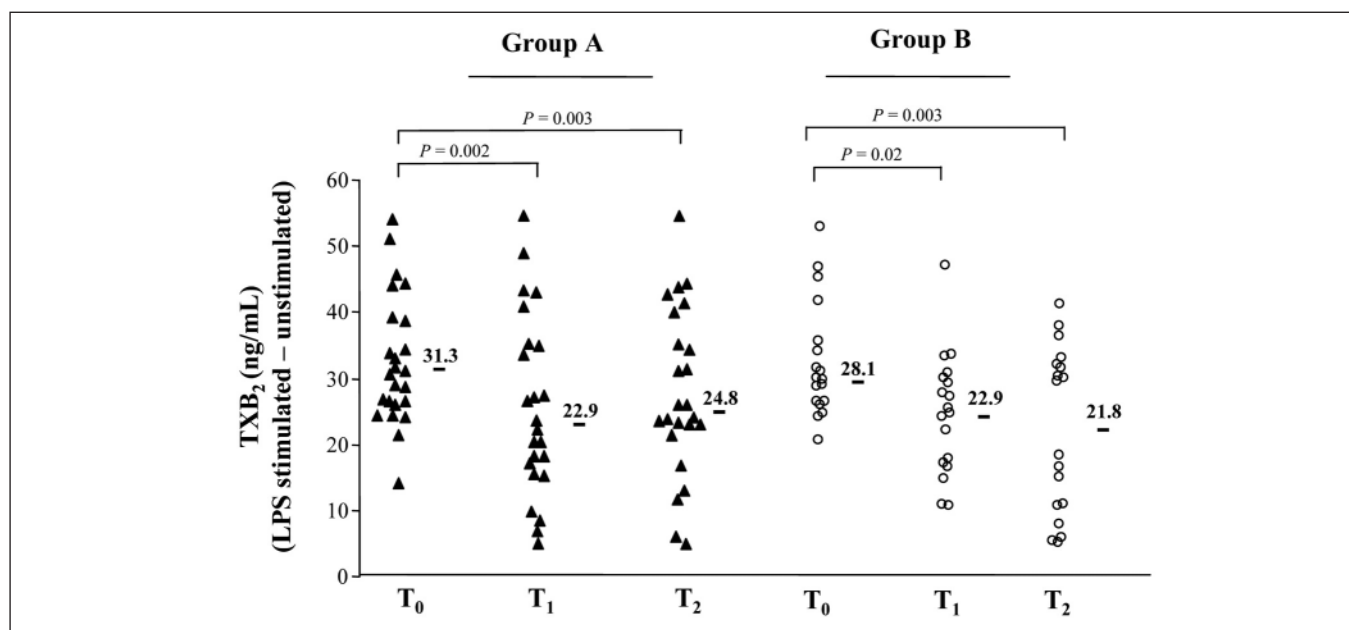 Group A
Group B
P = 0.003
P = 0.003
P = 0.002
P = 0.02
TXB₂ (ng/mL)
(LPS stimulated – unstimulated)
60
50
40
30
20
10
0
31.3
22.9
24.8
28.1
22.9
21.8
T₀
T₁
T₂
T₀
T₁
T₂